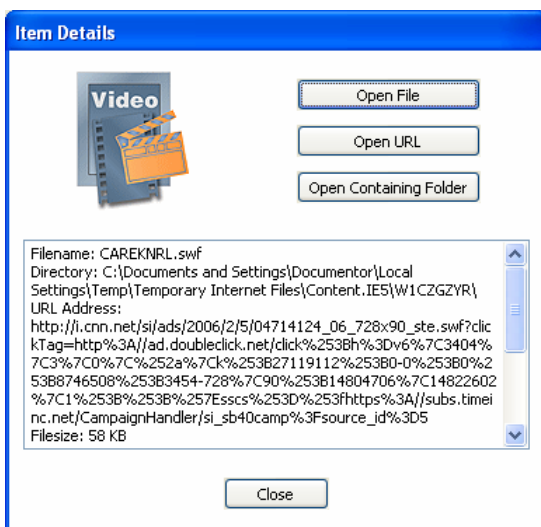 Item Details
Video
Open File
Open URL
Open Containing Folder
Filename: CAREKNRL.swf
Directory: C:\Documents and Settings\Documentor\Local
Settings\Temp\Temporary Internet Files\Content.IE5\W1CZGZYR\
URL Address:
http://i.cnn.net/si/ads/2006/2/5/04714124_06_728x90_ste.swf?clic
kTag=http%3A//ad.doubleclick.net/click%253Bh%3Dv6%7C3404%
7C3%7C0%7C%252a%7Ck%253B27119112%253B0-0%253B0%2
53B8746508%253B3454-728%7C90%253B14804706%7C14822602
%7C1%253B%253B%257Esscs%253D%253fhttps%3A//subs.timei
nc.net/CampaignHandler/si_sb40camp%3Fsource_id%3D5
Filesize: 58 KB
Close